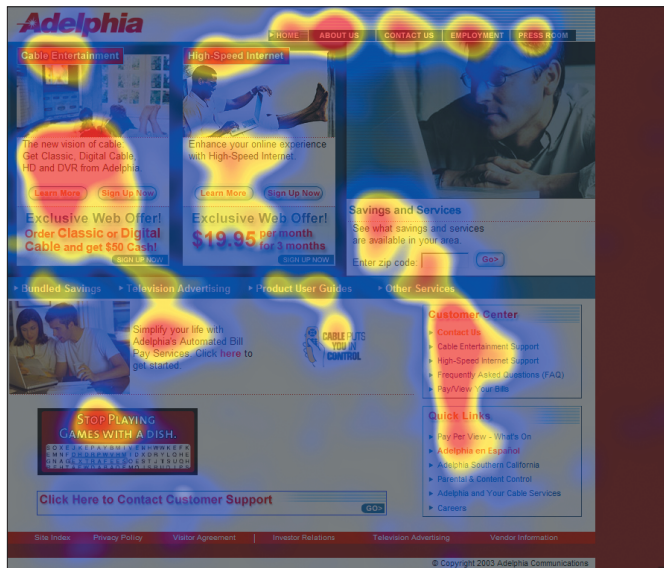 Adelphia
HOME ABOUT US CONTACT US EMPLOYMENT PRESS ROOM
Cable Entertainment
The new vision of cable.
Get Classic, Digital Cable,
HD and DVR from Adelphia.
Learn More Sign Up Now
Exclusive Web Offer!
Order Classic or Digital
Cable and get $50 Cash!
SIGN UP NOW
High-Speed Internet
Enhance your online experience
with High-Speed Internet.
Learn More Sign Up Now
Exclusive Web Offer!
$19.95 per month
for 3 months
SIGN UP NOW
Savings and Services
See what savings and services
are available in your area.
Enter zip code: Go>
Bundled Savings Television Advertising Product User Guides Other Services
Simplify your life with
Adelphia's Automated Bill
Pay Services. Click here to
get started.
CABLE PUTS
YOU IN
CONTROL
STOP PLAYING
GAMES WITH A DISH.
Click Here to Contact Customer Support
GO>
Customer Center
Contact Us
Cable Entertainment Support
High-Speed Internet Support
Frequently Asked Questions (FAQ)
Pay/View Your Bills
Quick Links
Pay Per View - What's On
Adelphia en Español
Adelphia Southern California
Parental & Content Control
Adelphia and Your Cable Services
Careers
Site Index Privacy Policy Visitor Agreement | Investor Relations Television Advertising Vendor Information
© Copyright 2003 Adelphia Communications